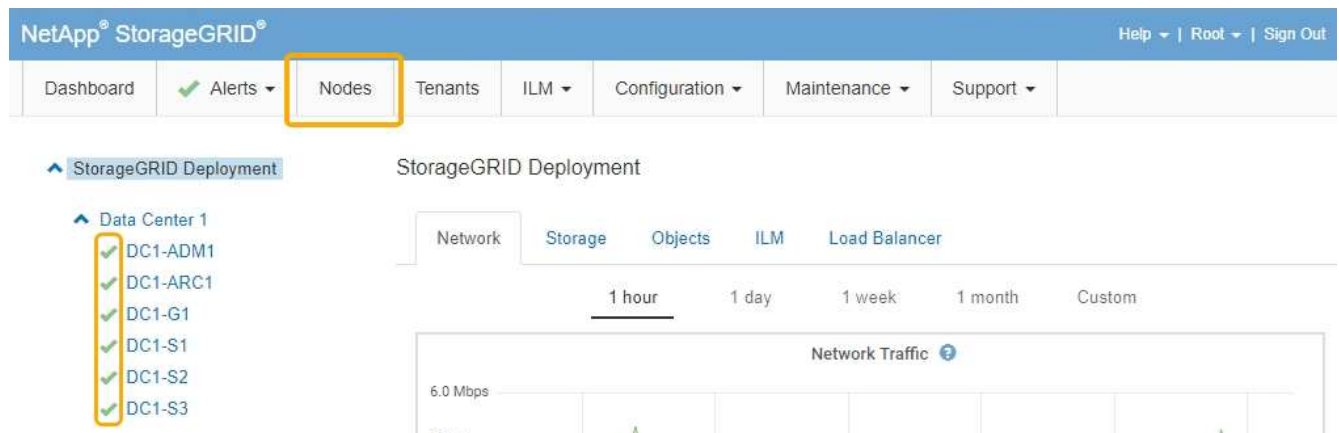 NetApp® StorageGRID®
Help | Root | Sign Out
Dashboard Alerts Nodes Tenants ILM Configuration Maintenance Support
StorageGRID Deployment
StorageGRID Deployment
Data Center 1
DC1-ADM1
DC1-ARC1
DC1-G1
DC1-S1
DC1-S2
DC1-S3
Network Storage Objects ILM Load Balancer
1 hour 1 day 1 week 1 month Custom
Network Traffic
6.0 Mbps